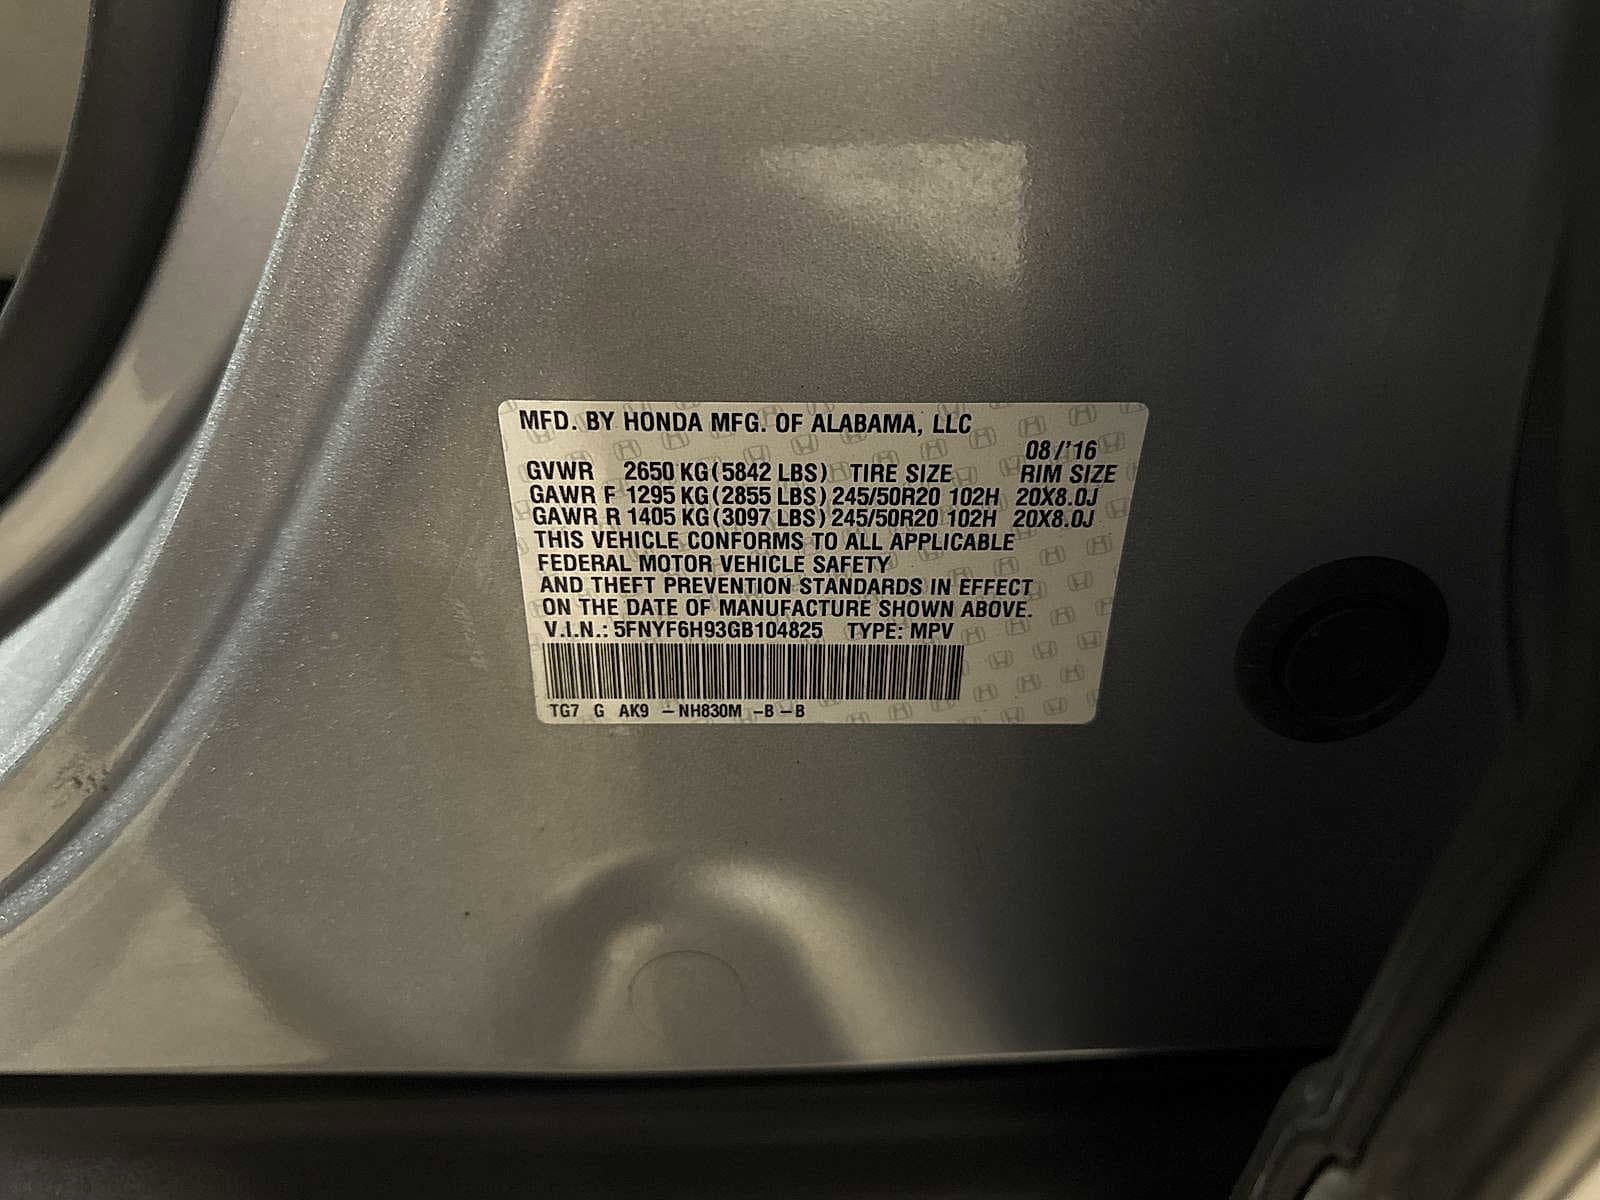 MFD. BY HONDA MFG. OF ALABAMA, LLC
08/'16
GVWR 2650 KG (5842 LBS) TIRE SIZE RIM SIZE
GAWR F 1295 KG (2855 LBS) 245/50R20 102H 20X8.0J
GAWR R 1405 KG (3097 LBS) 245/50R20 102H 20X8.0J
THIS VEHICLE CONFORMS TO ALL APPLICABLE
FEDERAL MOTOR VEHICLE SAFETY
AND THEFT PREVENTION STANDARDS IN EFFECT
ON THE DATE OF MANUFACTURE SHOWN ABOVE.
V.I.N.: 5FNYF6H93GB104825 TYPE: MPV
TG7 G AK9 -NH830M -B-B